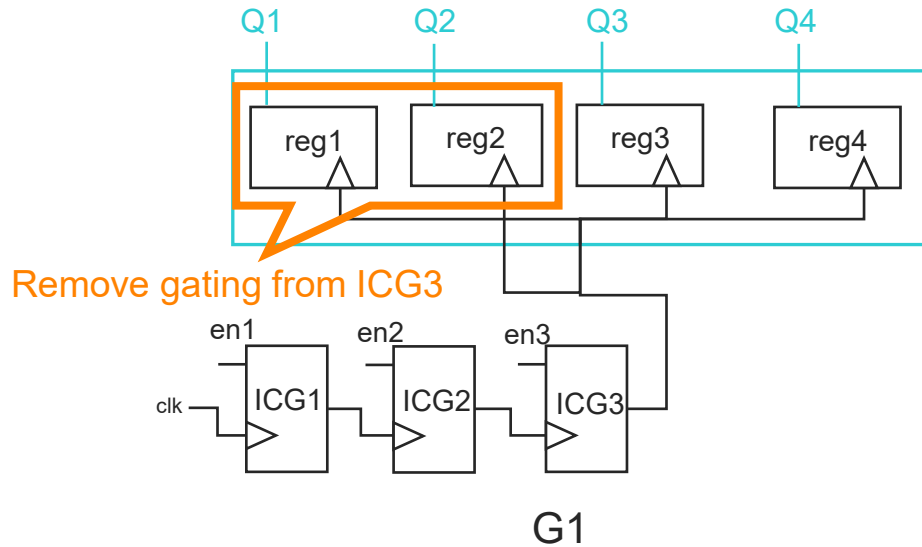 Q1
Q2
Q3
Q4
reg1
reg2
reg3
reg4
Remove gating from ICG3
en1
en2
en3
clk
ICG1
ICG2
ICG3
G1